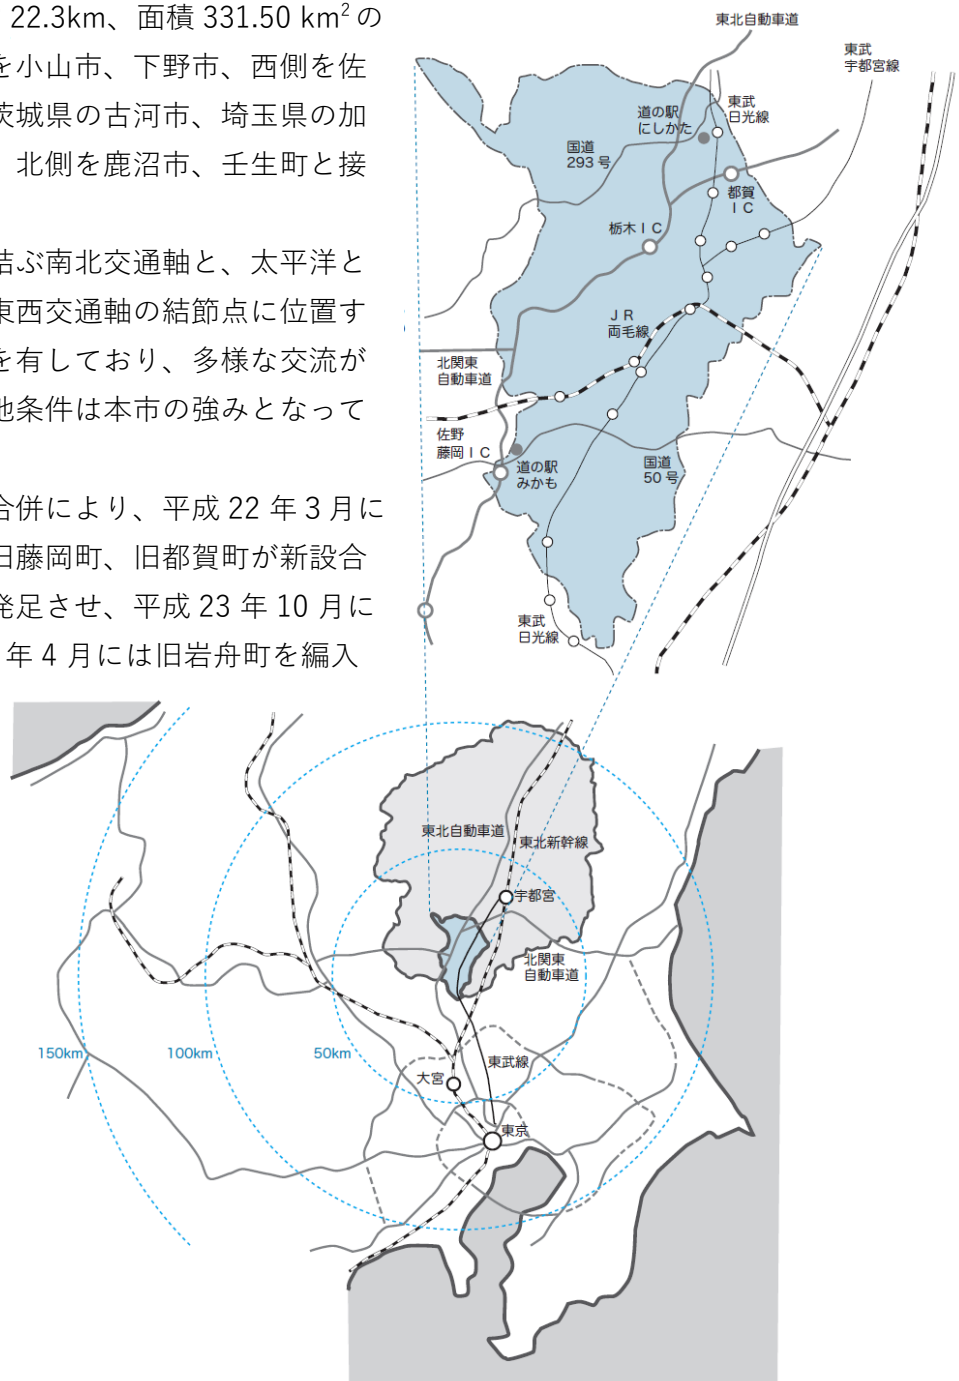 22.3km、面積 331.50 km²の
を小山市、下野市、西側を佐
茨城県の古河市、埼玉県の加
北側を鹿沼市、壬生町と接
結ぶ南北交通軸と、太平洋と
東西交通軸の結節点に位置す
を有しており、多様な交流が
地条件は本市の強みとなって
合併により、平成 22 年 3 月に
旧藤岡町、旧都賀町が新設合
発足させ、平成 23 年 10 月に
年 4 月には旧岩舟町を編入
東北自動車道
東武
宇都宮線
道の駅
にしかた
東武
日光線
国道
293 号
都賀
ＩＣ
栃木ＩＣ
ＪＲ
両毛線
北関東
自動車道
佐野
藤岡ＩＣ
道の駅
みかも
国道
50 号
東武
日光線
東北自動車道
東北新幹線
宇都宮
北関東
自動車道
150km
100km
50km
東武線
大宮
東京